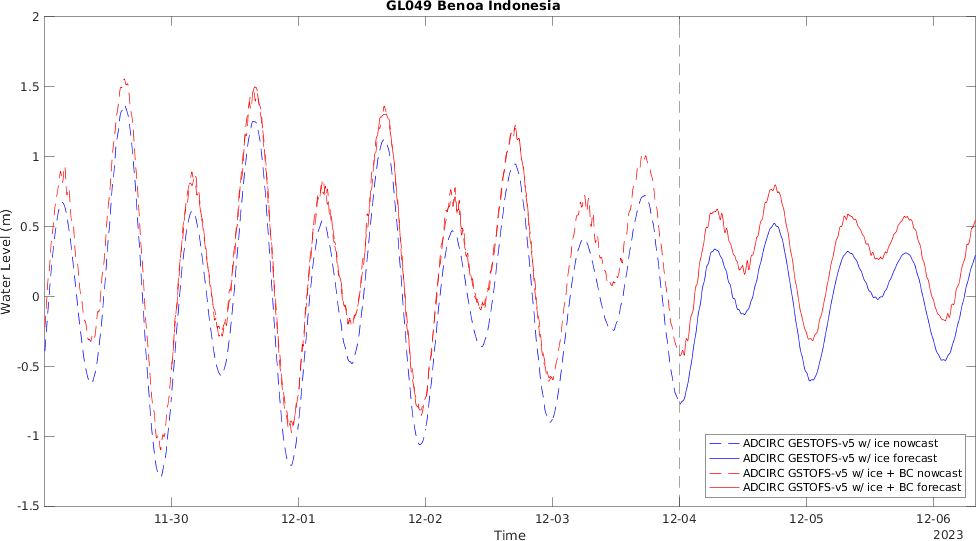 GL049 Benoa Indonesia
2
1.5
1
0.5
0
-0.5
-1
-1.5
Water Level (m)
11-30 12-01 12-02 12-03 12-04 12-05 12-06
Time
2023
ADCIRC GESTOFS-v5 w/ ice nowcast
ADCIRC GESTOFS-v5 w/ ice forecast
ADCIRC GSTOFS-v5 w/ ice + BC nowcast
ADCIRC GSTOFS-v5 w/ ice + BC forecast